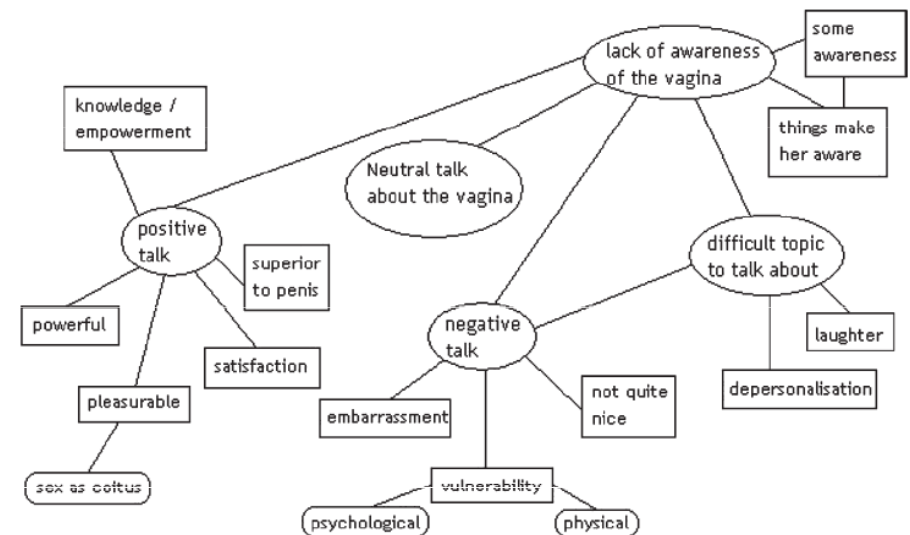 lack of awareness
of the vagina
some
awareness
things make
her aware
knowledge /
empowerment
Neutral talk
about the vagina
positive
talk
superior
to penis
difficult topic
to talk about
powerful
satisfaction
negative
talk
laughter
pleasurable
embarrassment
not quite
nice
depersonalisation
sex as coitus
vulnerability
psychological
physical